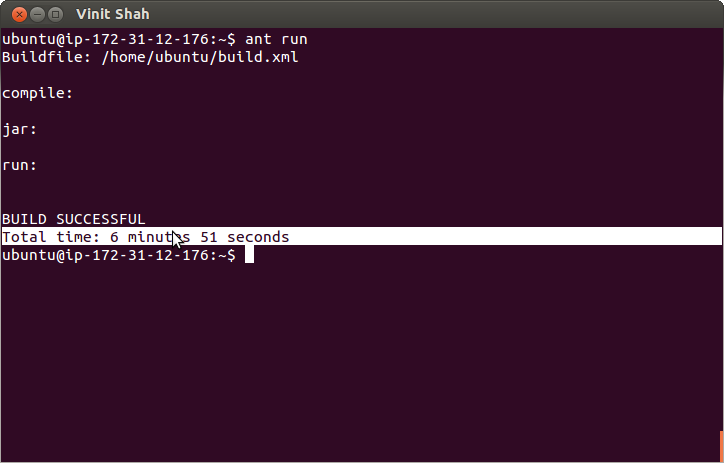 Vinit Shah
ubuntu@ip-172-31-12-176:~$ ant run
Buildfile: /home/ubuntu/build.xml
compile:
jar:
run:
BUILD SUCCESSFUL
Total time: 6 minutes 51 seconds
ubuntu@ip-172-31-12-176:~$